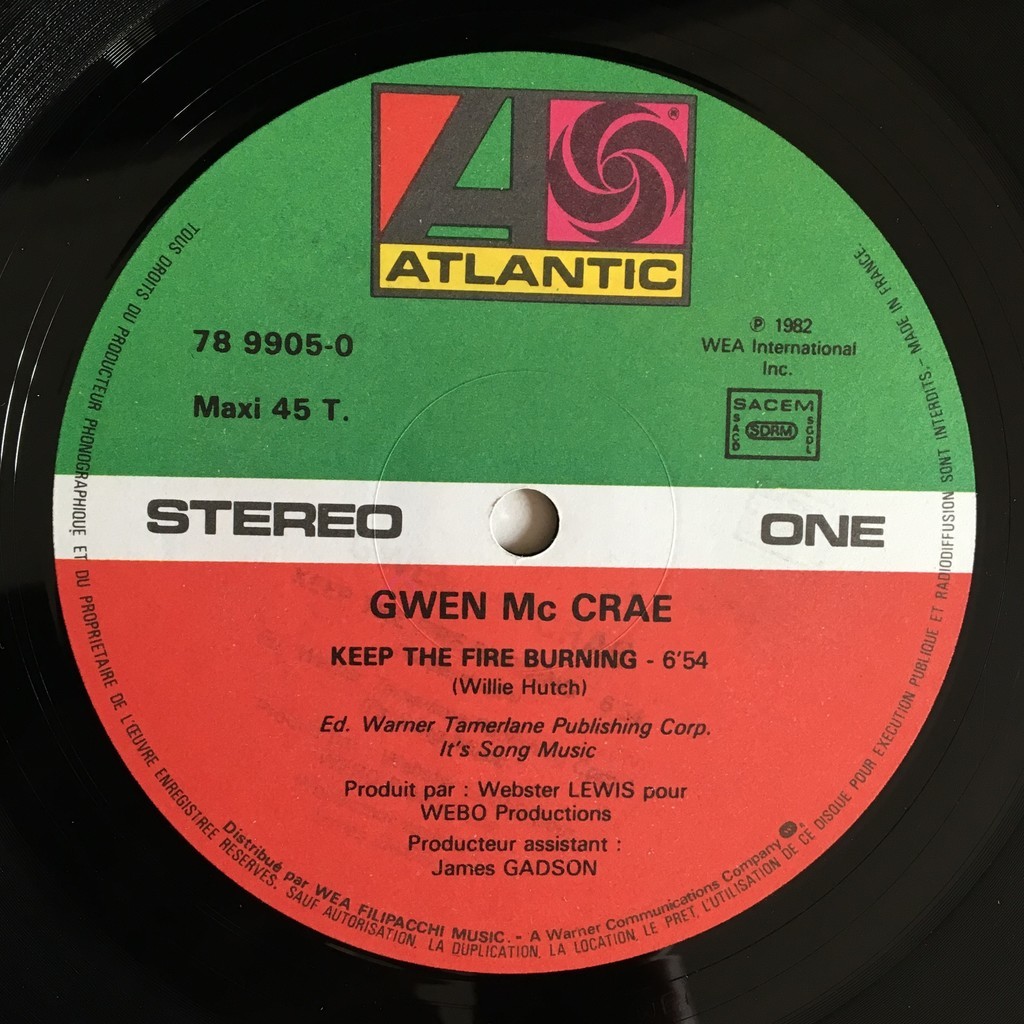 A
ATLANTIC
®
78 9905-0
Maxi 45 T.
℗ 1982
WEA International
Inc.
SACEM
SACD
SDRM
SGDL
STEREO
ONE
GWEN Mc CRAE
KEEP THE FIRE BURNING - 6'54
(Willie Hutch)
Ed. Warner Tamerlane Publishing Corp.
It's Song Music
Produit par : Webster LEWIS pour
WEBO Productions
Producteur assistant :
James GADSON
Distribué par WEA FILIPACCHI MUSIC. - A Warner Communications Company
TOUS DROITS DU PRODUCTEUR PHONOGRAPHIQUE ET DU PROPRIETAIRE DE L'ŒUVRE ENREGISTREE RESERVES. SAUF AUTORISATION, LA DUPLICATION, LA LOCATION, LE PRET, L'UTILISATION DE CE DISQUE POUR EXECUTION PUBLIQUE ET RADIODIFFUSION SONT INTERDITS. - MADE IN FRANCE.